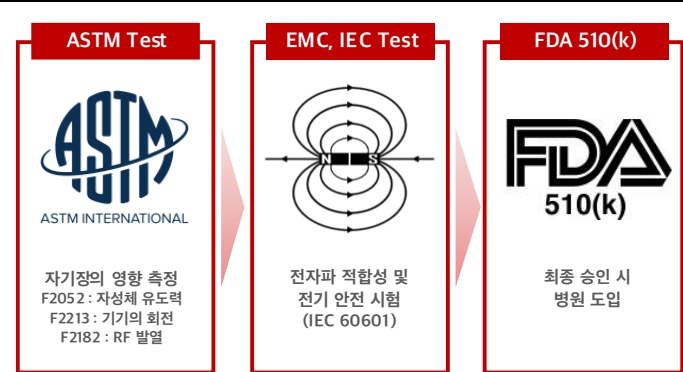 ASTM Test
ASTM
ASTM INTERNATIONAL
자기장의 영향 측정
F2052 : 자성체 유도력
F2213 : 기기의 회전
F2182 : RF 발열
EMC, IEC Test
N S
전자파 적합성 및
전기 안전 시험
(IEC 60601)
FDA 510(k)
FDA
510(k)
최종 승인 시
병원 도입